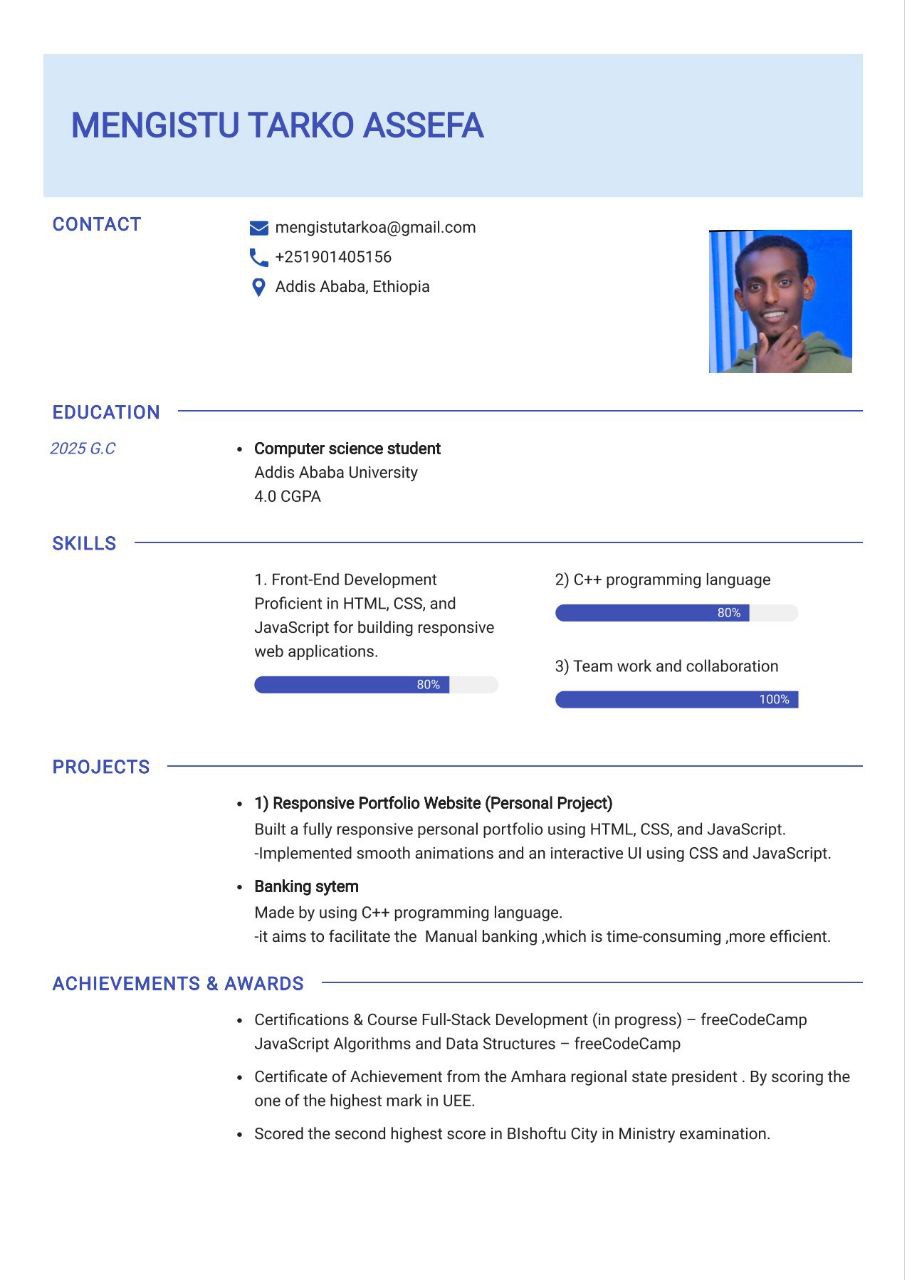 MENGISTU TARKO ASSEFA
CONTACT
mengistutarkoa@gmail.com
+251901405156
Addis Ababa, Ethiopia
EDUCATION
2025 G.C
• Computer science student
Addis Ababa University
4.0 CGPA
SKILLS
1. Front-End Development
Proficient in HTML, CSS, and
JavaScript for building responsive
web applications.
80%
2) C++ programming language
80%
3) Team work and collaboration
100%
PROJECTS
• 1) Responsive Portfolio Website (Personal Project)
Built a fully responsive personal portfolio using HTML, CSS, and JavaScript.
-Implemented smooth animations and an interactive UI using CSS and JavaScript.
• Banking sytem
Made by using C++ programming language.
-it aims to facilitate the  Manual banking ,which is time-consuming ,more efficient.
ACHIEVEMENTS & AWARDS
• Certifications & Course Full-Stack Development (in progress) – freeCodeCamp
JavaScript Algorithms and Data Structures – freeCodeCamp
• Certificate of Achievement from the Amhara regional state president . By scoring the
one of the highest mark in UEE.
• Scored the second highest score in BIshoftu City in Ministry examination.